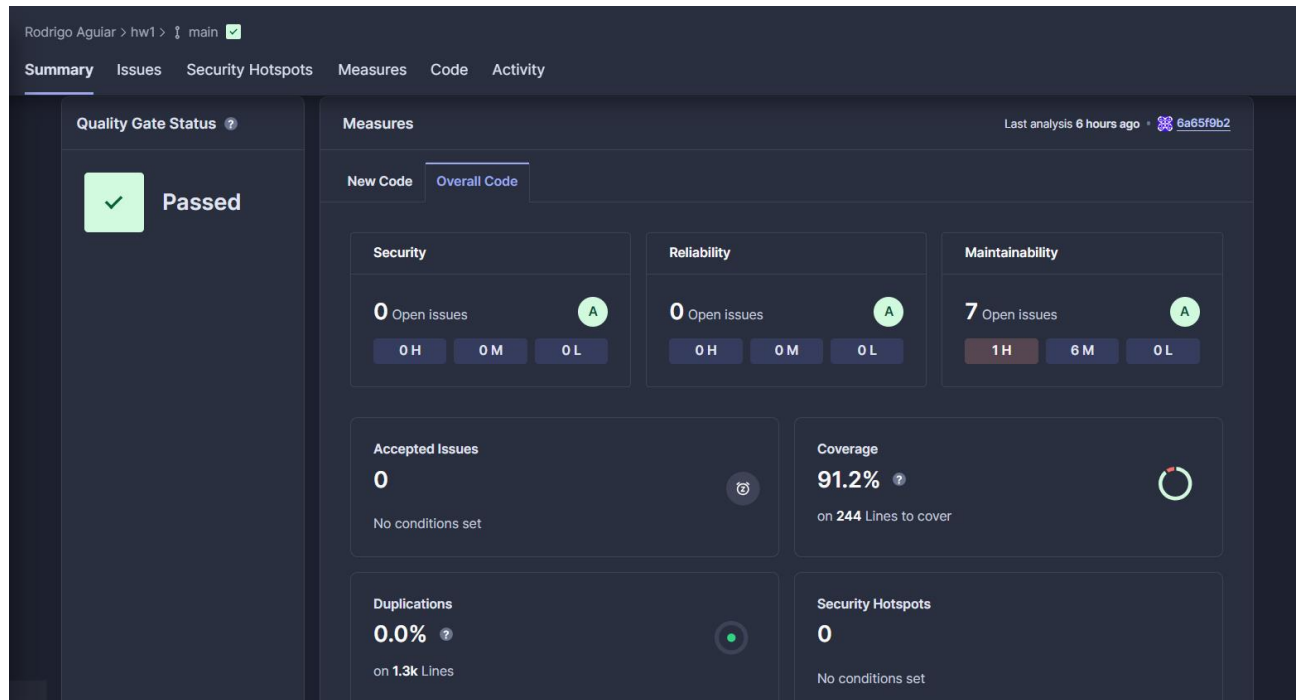 Rodrigo Aguiar > hw1 > main
Summary Issues Security Hotspots Measures Code Activity
Quality Gate Status ?
Passed
Measures
Last analysis 6 hours ago • 6a65f9b2
New Code Overall Code
Security
0 Open issues A
0 H 0 M 0 L
Reliability
0 Open issues A
0 H 0 M 0 L
Maintainability
7 Open issues A
1 H 6 M 0 L
Accepted Issues
0
No conditions set
Coverage
91.2% ?
on 244 Lines to cover
Duplications
0.0% ?
on 1.3k Lines
Security Hotspots
0
No conditions set